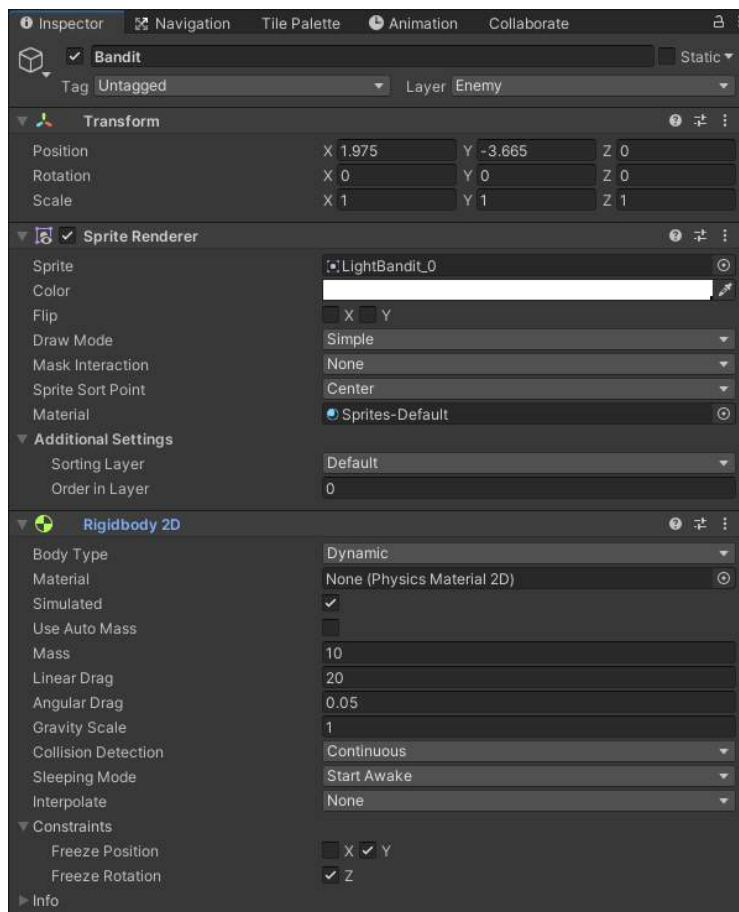 Inspector Navigation Tile Palette Animation Collaborate
Bandit Static
Tag Untagged Layer Enemy
Transform
Position X 1.975 Y -3.665 Z 0
Rotation X 0 Y 0 Z 0
Scale X 1 Y 1 Z 1
Sprite Renderer
Sprite LightBandit_0
Color
Flip X Y
Draw Mode Simple
Mask Interaction None
Sprite Sort Point Center
Material Sprites-Default
Additional Settings
Sorting Layer Default
Order in Layer 0
Rigidbody 2D
Body Type Dynamic
Material None (Physics Material 2D)
Simulated
Use Auto Mass
Mass 10
Linear Drag 20
Angular Drag 0.05
Gravity Scale 1
Collision Detection Continuous
Sleeping Mode Start Awake
Interpolate None
Constraints
Freeze Position X Y
Freeze Rotation Z
Info